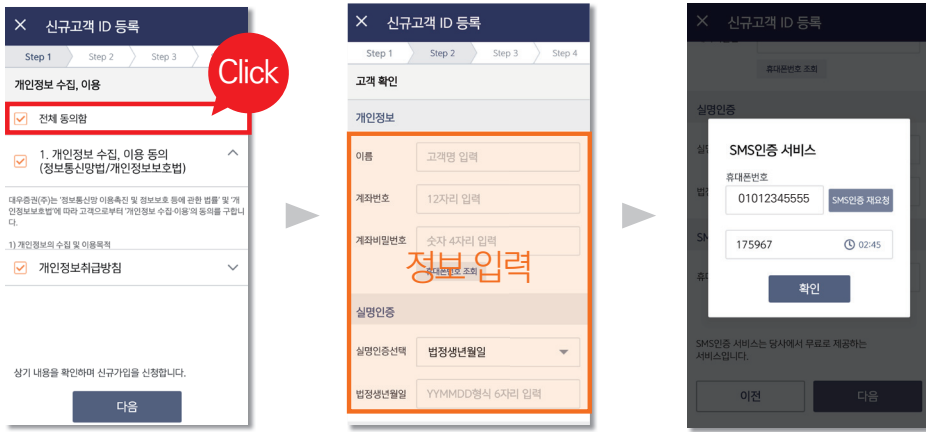 신규고객 ID 등록
Step 1 Step 2 Step 3
Click
개인정보 수집, 이용
전체 동의함
1. 개인정보 수집, 이용 동의
(정보통신망법/개인정보보호법)
대우증권(주)는 '정보통신망 이용촉진 및 정보보호 등에 관한 법률' 및 '개
인정보보호법'에 따라 고객으로부터 '개인정보 수집·이용'의 동의를 구합니
다.
1) 개인정보의 수집 및 이용목적
개인정보취급방침
상기 내용을 확인하며 신규가입을 신청합니다.
다음
신규고객 ID 등록
Step 1 Step 2 Step 3 Step 4
고객 확인
개인정보
이름 고객명 입력
계좌번호 12자리 입력
계좌비밀번호 숫자 4자리 입력
정보 입력
휴대폰번호 조회
실명인증
실명인증선택 법정생년월일
법정생년월일 YYMMDD형식 6자리 입력
신규고객 ID 등록
휴대폰번호 조회
실명인증
SMS인증 서비스
휴대폰번호
01012345555 SMS인증 재요청
175967 02:45
확인
SMS인증 서비스는 당사에서 무료로 제공하는
서비스입니다.
이전 다음